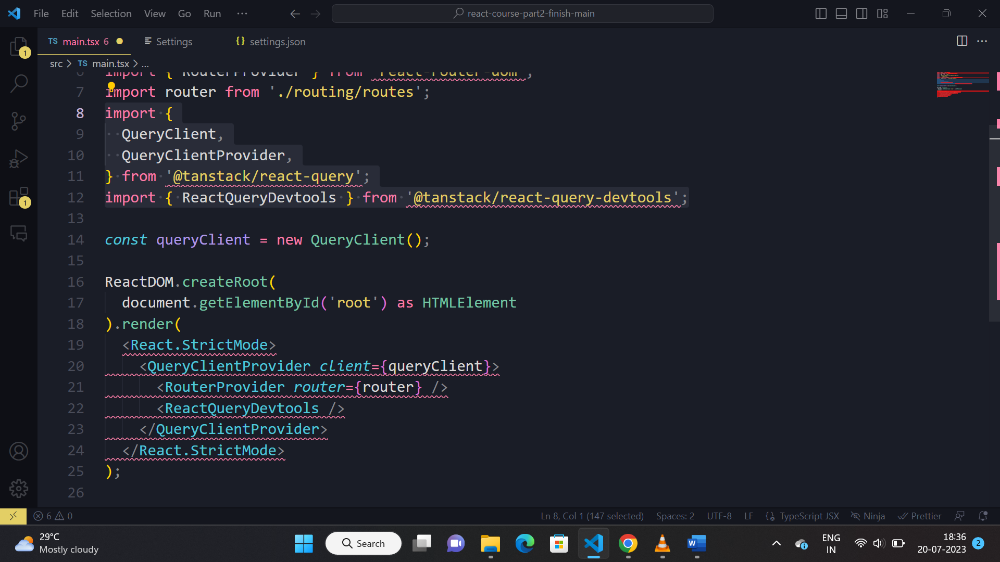 File Edit Selection View Go Run ··· react-course-part2-finish-main
TS main.tsx 6 Settings {} settings.json
src > TS main.tsx > ...
6 import { RouterProvider } from 'react-router-dom';
7 import router from './routing/routes';
8 import {
9 QueryClient,
10 QueryClientProvider,
11 } from '@tanstack/react-query';
12 import { ReactQueryDevtools } from '@tanstack/react-query-devtools';
13
14 const queryClient = new QueryClient();
15
16 ReactDOM.createRoot(
17 document.getElementById('root') as HTMLElement
18 ).render(
19 <React.StrictMode>
20 <QueryClientProvider client={queryClient}>
21 <RouterProvider router={router} />
22 <ReactQueryDevtools />
23 </QueryClientProvider>
24 </React.StrictMode>
25 );
26
1
1
6 0 Ln 8, Col 1 (147 selected) Spaces: 2 UTF-8 LF {} TypeScript JSX Ninja Prettier
29°C
Mostly cloudy
Search
W
ENG
IN
18:36
20-07-2023
2